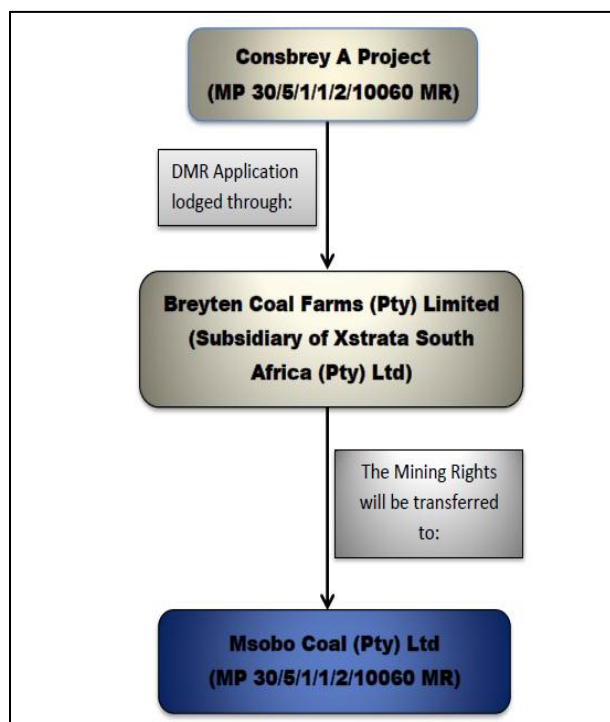 Consbrey A Project
(MP 30/5/1/1/2/10060 MR)
DMR Application
lodged through:
Breyten Coal Farms (Pty) Limited
(Subsidiary of Xstrata South
Africa (Pty) Ltd)
The Mining Rights
will be transferred
to:
Msobo Coal (Pty) Ltd
(MP 30/5/1/1/2/10060 MR)